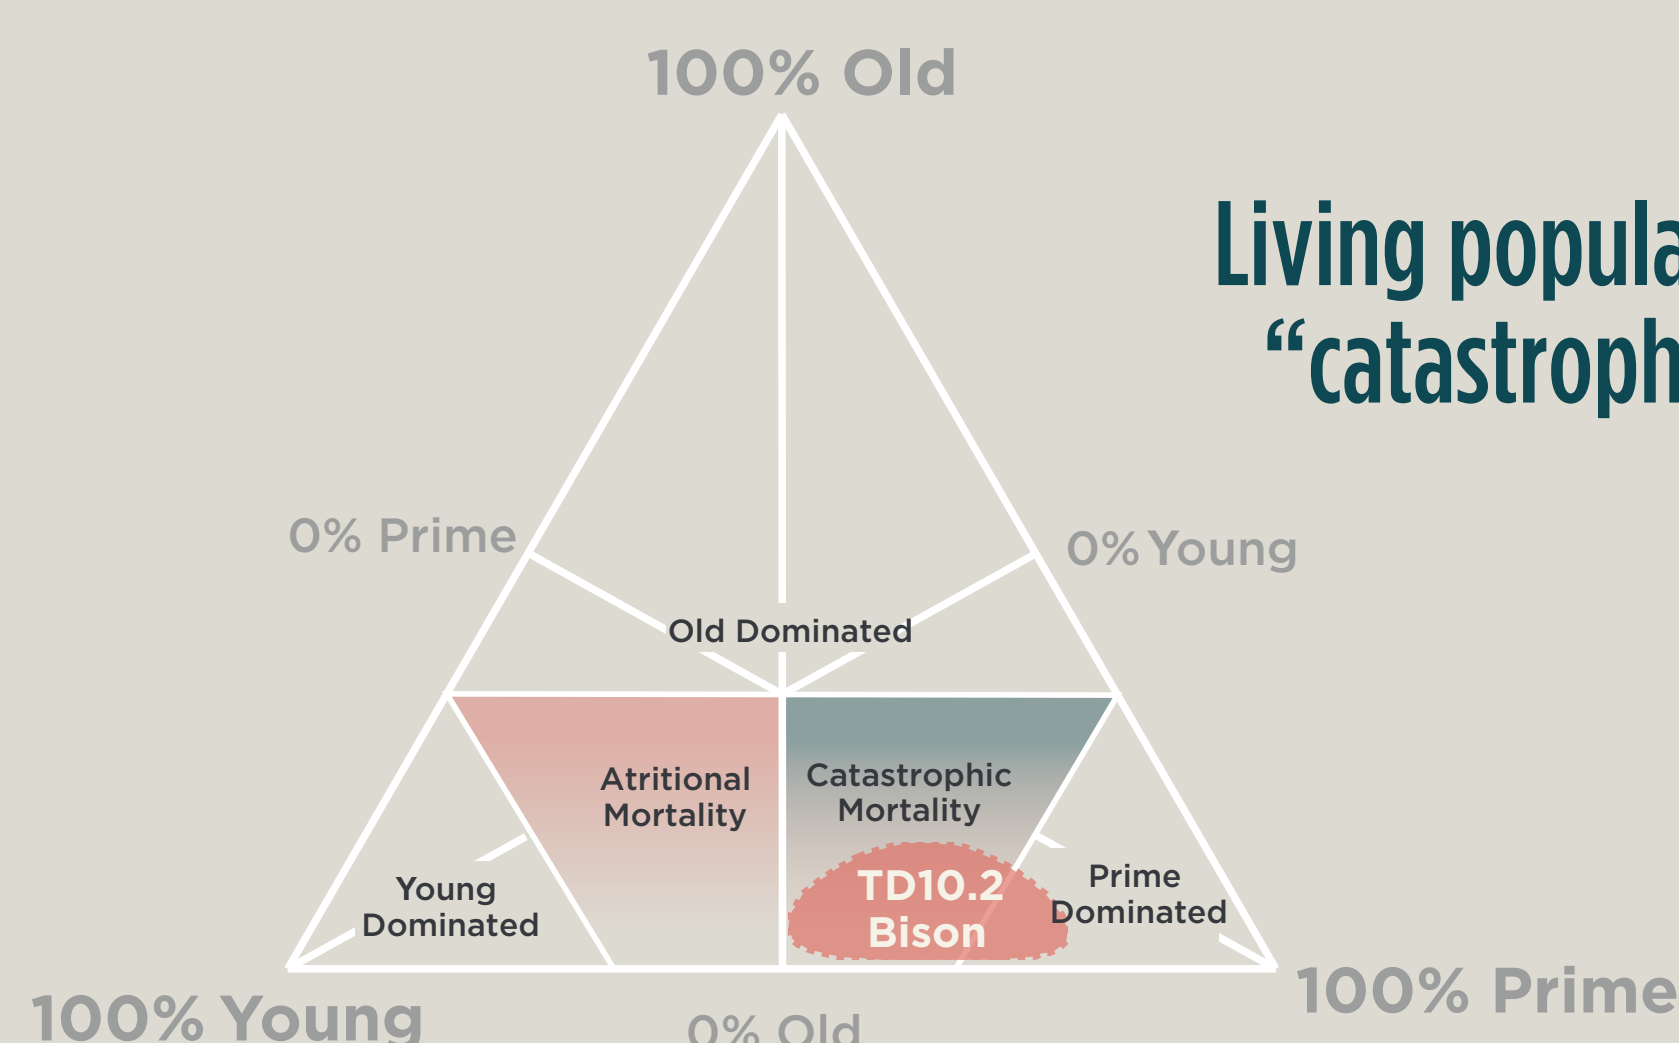 100% Old
Living popula
“catastroph
0% Prime
0% Young
Old Dominated
Atritional
Mortality
Catastrophic
Mortality
Young
Dominated
TD10.2
Bison
Prime
Dominated
100% Young
0% Old
100% Prime